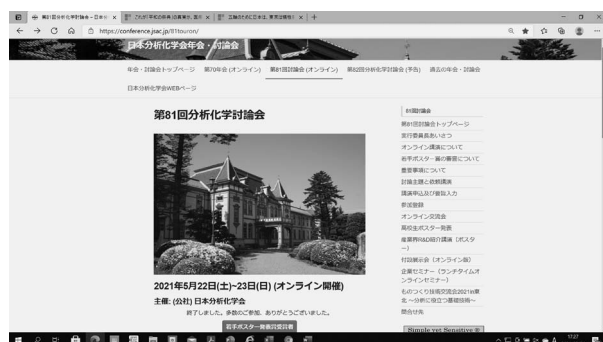 https://conference.jsac.jp/81touron/
日本分析化学会年会・討論会
年会・討論会トップページ 第70年会 (オンライン) 第81回討論会 (オンライン) 第82回分析化学討論会 (予告) 過去の年会・討論会
日本分析化学会WEBページ
第81回分析化学討論会
2021年5月22日(土)~23日(日) (オンライン開催)
主催: (公社) 日本分析化学会
終了しました。多数のご参加、ありがとうございました。
若手ポスター発表賞受賞者
81回討論会
第81回討論会トップページ
実行委員長あいさつ
オンライン講演について
若手ポスター展の審査について
重要事項について
討論主題と依頼講演
講演申込及び要旨入力
参加登録
オンライン交流会
高校生ポスター発表
産業界R&D紹介講演（ポスタ
ー）
付設展示会（オンライン版）
企業セミナー（ランチタイムオ
ンラインセミナー）
ものつくり技術交流会2021in東
北 ～分析に役立つ基礎技術～
問合せ先
Simple yet Sensitive
17:27